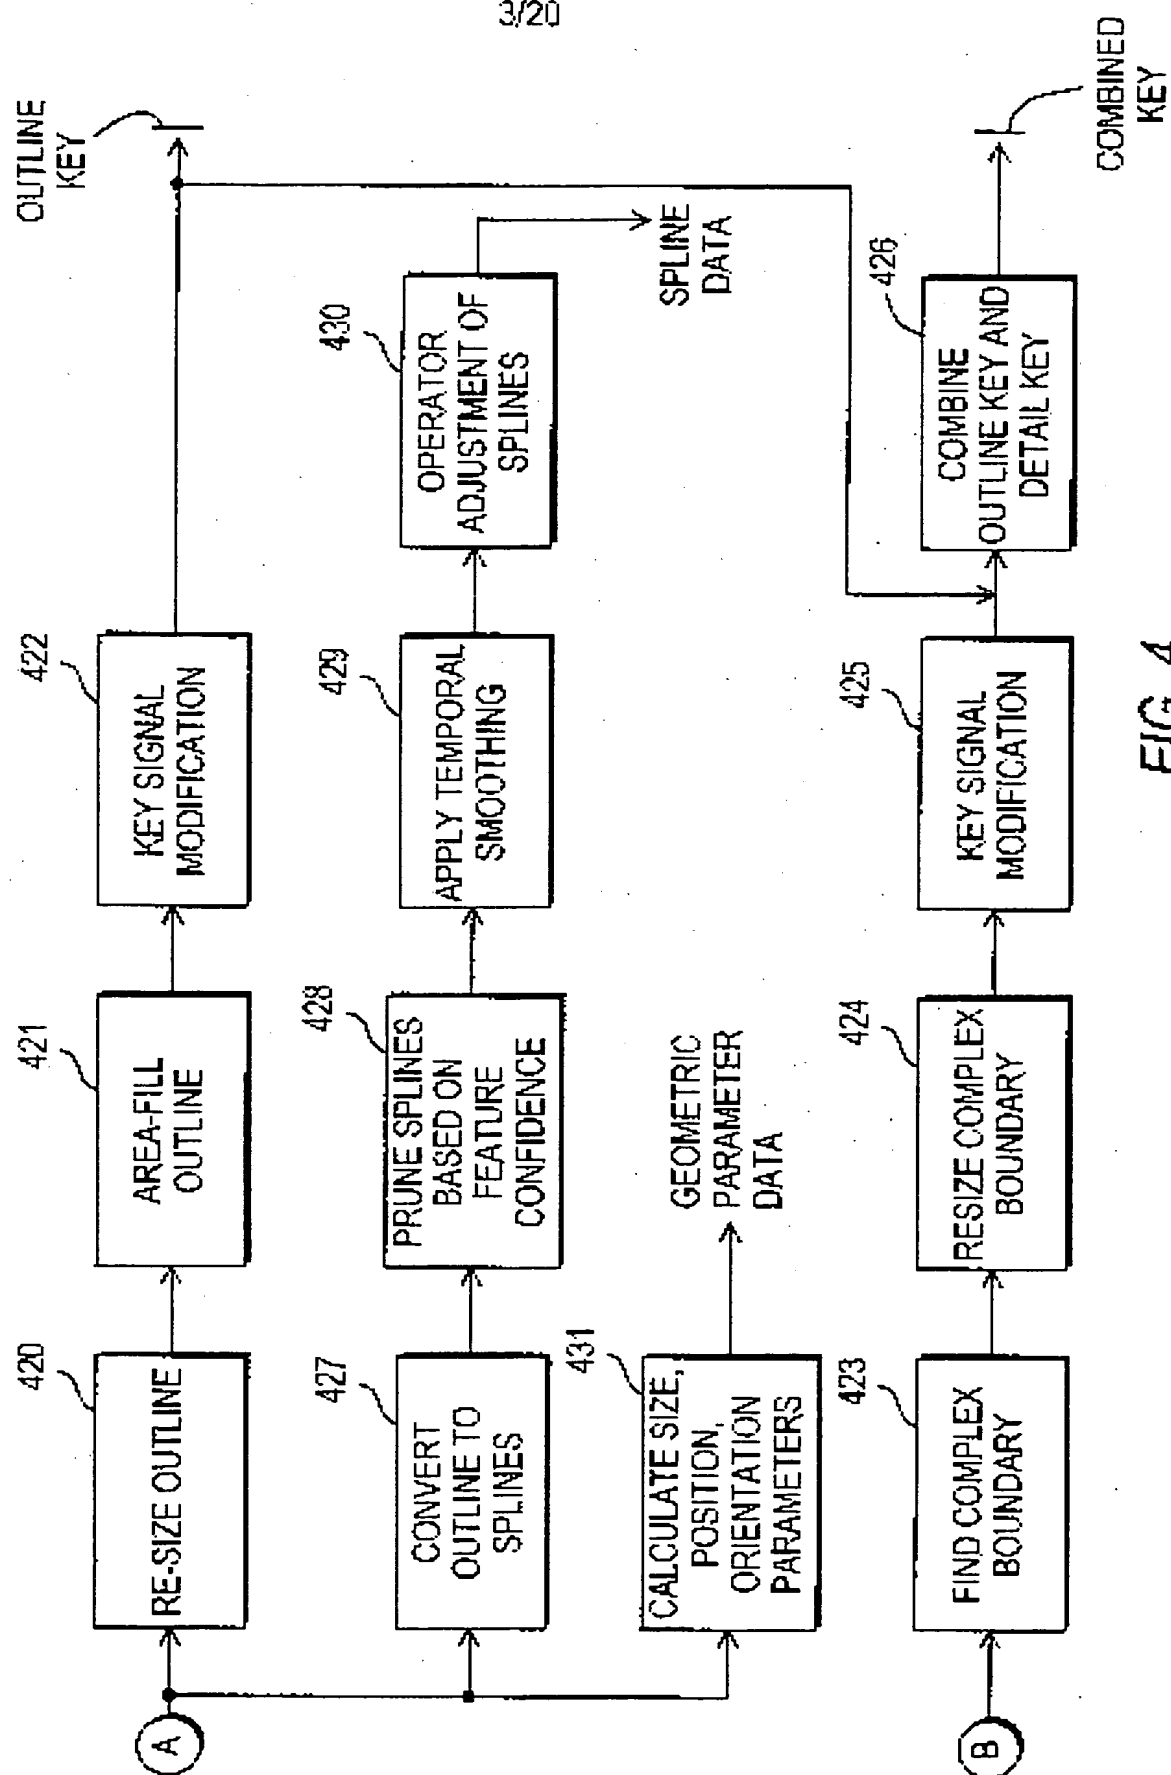 3/20
OUTLINE
KEY
A
420
RE-SIZE OUTLINE
421
AREA-FILL
OUTLINE
422
KEY SIGNAL
MODIFICATION
427
CONVERT
OUTLINE TO
SPLINES
428
PRUNE SPLINES
BASED ON
FEATURE
CONFIDENCE
429
APPLY TEMPORAL
SMOOTHING
430
OPERATOR
ADJUSTMENT OF
SPLINES
SPLINE
DATA
431
CALCULATE SIZE,
POSITION,
ORIENTATION
PARAMETERS
GEOMETRIC
PARAMETER
DATA
B
423
FIND COMPLEX
BOUNDARY
424
RESIZE COMPLEX
BOUNDARY
425
KEY SIGNAL
MODIFICATION
426
COMBINE
OUTLINE KEY AND
DETAIL KEY
COMBINED
KEY
FIG. 4